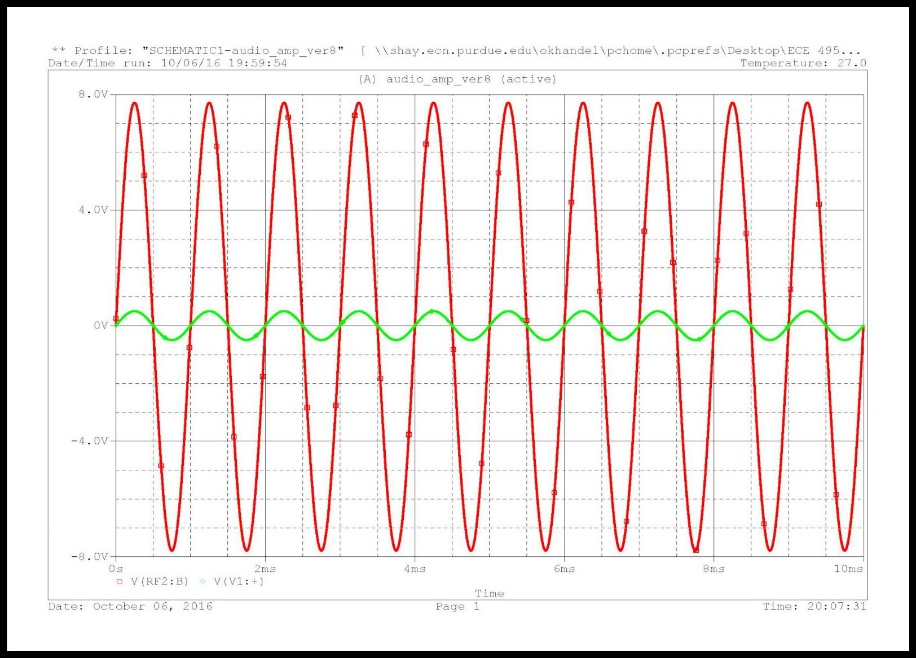 ** Profile: "SCHEMATIC1-audio_amp_ver8"  [ \\shay.ecn.purdue.edu\okhandel\pchome\.pcprefs\Desktop\ECE 495...
Date/Time run: 10/06/16 19:59:54 Temperature: 27.0
(A) audio_amp_ver8 (active)
8.0V
4.0V
0V
-4.0V
-8.0V
0s 2ms 4ms 6ms 8ms 10ms
V(RF2:B) V(V1:+)
Time
Date: October 06, 2016 Page 1 Time: 20:07:31